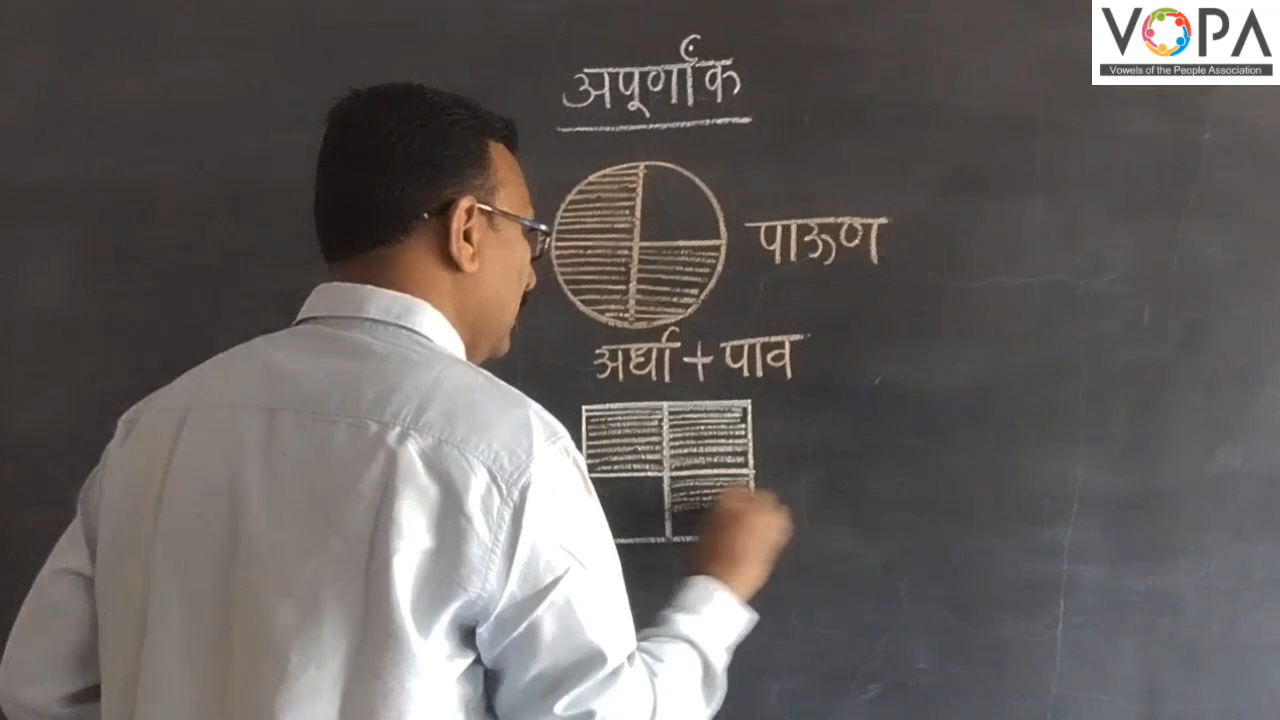 VOPA
Vowels of the People Association
अपूर्णांक
पाऊण
अर्धा + पाव